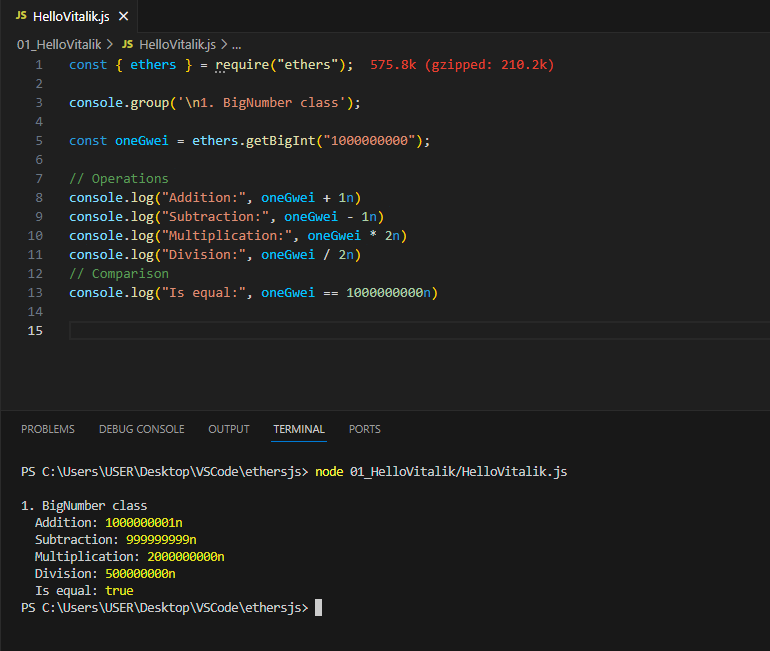 JS HelloVitalik.js ×
01_HelloVitalik > JS HelloVitalik.js > ...
1 const { ethers } = require("ethers"); 575.8k (gzipped: 210.2k)
2
3 console.group('\n1. BigNumber class');
4
5 const oneGwei = ethers.getBigInt("1000000000");
6
7 // Operations
8 console.log("Addition:", oneGwei + 1n)
9 console.log("Subtraction:", oneGwei - 1n)
10 console.log("Multiplication:", oneGwei * 2n)
11 console.log("Division:", oneGwei / 2n)
12 // Comparison
13 console.log("Is equal:", oneGwei == 1000000000n)
14
15
PROBLEMS DEBUG CONSOLE OUTPUT TERMINAL PORTS
PS C:\Users\USER\Desktop\VSCode\ethersjs> node 01_HelloVitalik/HelloVitalik.js
1. BigNumber class
Addition: 1000000001n
Subtraction: 999999999n
Multiplication: 2000000000n
Division: 500000000n
Is equal: true
PS C:\Users\USER\Desktop\VSCode\ethersjs>